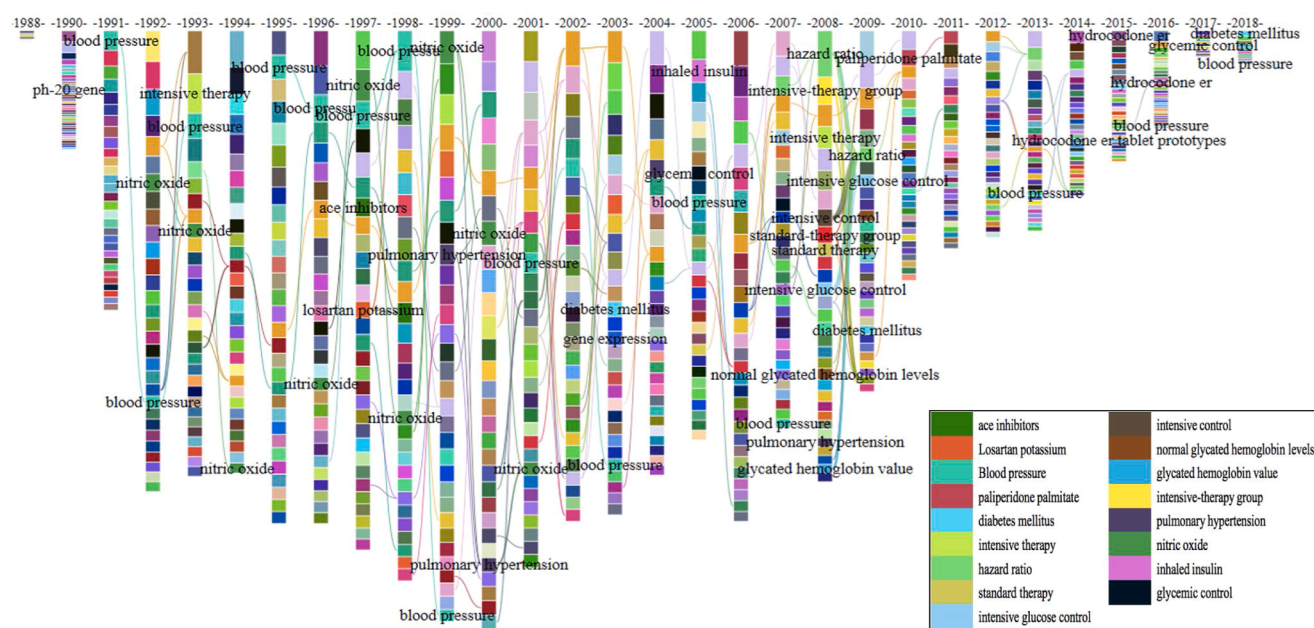 -1988- -1990- -1991- -1992- -1993- -1994- -1995- -1996- -1997- -1998- -1999- -2000- -2001- -2002- -2003- -2004- -2005- -2006- -2007- -2008- -2009- -2010- -2011- -2012- -2013- -2014- -2015- -2016- -2017- -2018-
blood pressure
ph-20 gene
intensive therapy
blood pressure
nitric oxide
nitric oxide
blood pressure
nitric oxide
blood pressure
blood pressu
ace inhibitors
losartan potassium
nitric oxide
blood pressu
nitric oxide
blood pressure
nitric oxide
nitric oxide
pulmonary hypertension
nitric oxide
blood pressure
pulmonary hypertension
blood pressure
nitric oxide
diabetes mellitus
gene expression
blood pressure
inhaled insulin
glycemic control
blood pressure
normal glycated hemoglobin levels
blood pressure
pulmonary hypertension
glycated hemoglobin value
hazard ratio
paliperidone palmitate
intensive-therapy group
intensive therapy
hazard ratio
intensive glucose control
intensive control
standard-therapy group
standard therapy
intensive glucose control
diabetes mellitus
hydrocodone er
glycemic control
diabetes mellitus
blood pressure
hydrocodone er
blood pressure
hydrocodone er tablet prototypes
blood pressure
ace inhibitors
Losartan potassium
Blood pressure
paliperidone palmitate
diabetes mellitus
intensive therapy
hazard ratio
standard therapy
intensive glucose control
intensive control
normal glycated hemoglobin levels
glycated hemoglobin value
intensive-therapy group
pulmonary hypertension
nitric oxide
inhaled insulin
glycemic control